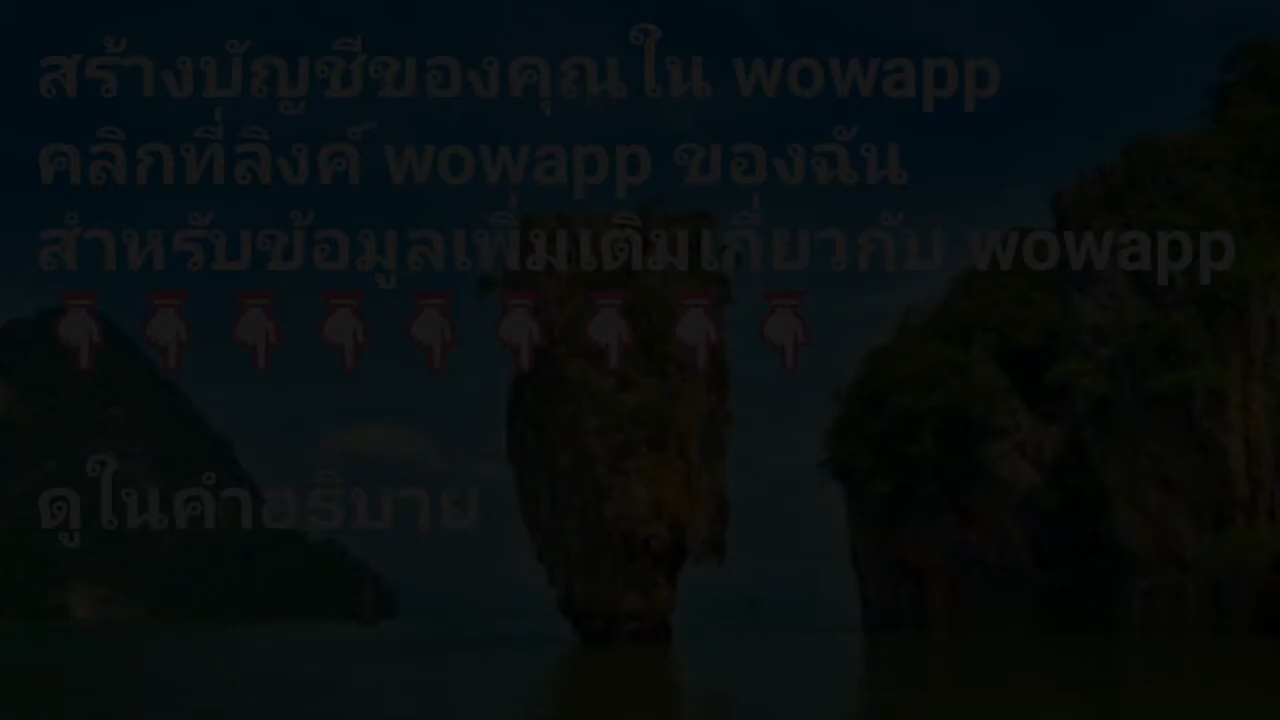 สร้างบัญชีของคุณใน wowapp
คลิกที่ลิงค์ wowapp ของฉัน
สำหรับข้อมูลเพิ่มเติมเกี่ยวกับ wowapp
ดูในคำอธิบาย